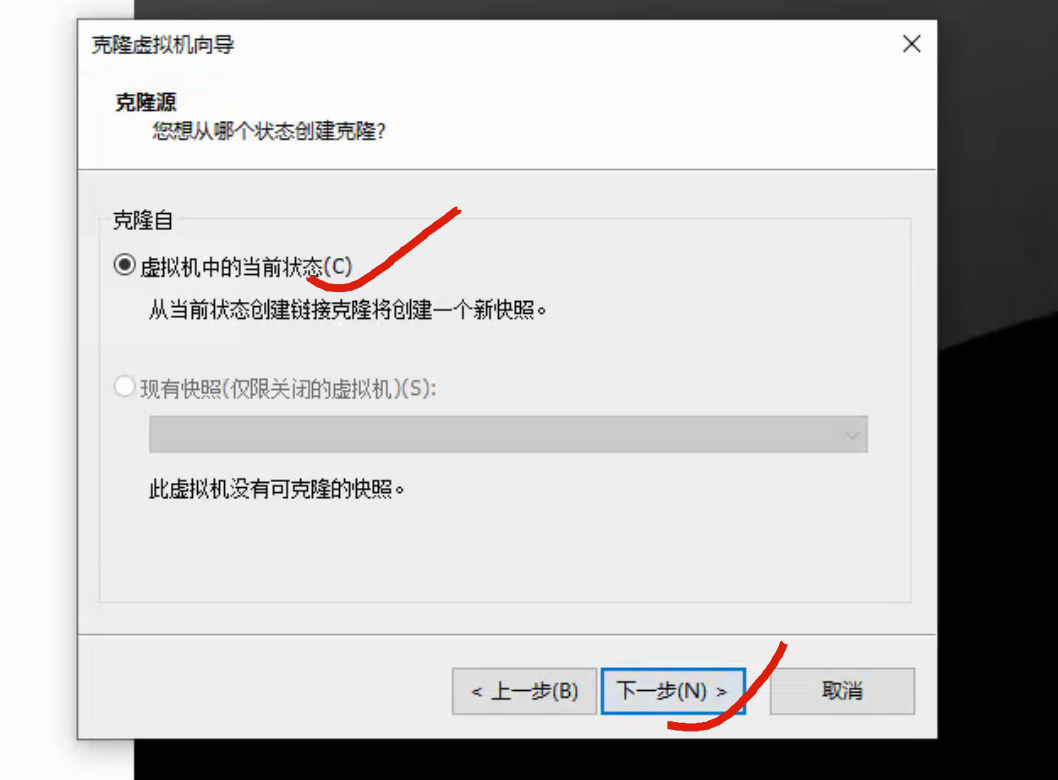 克隆虚拟机向导
克隆源
您想从哪个状态创建克隆?
克隆自
虚拟机中的当前状态(C)
从当前状态创建链接克隆将创建一个新快照。
现有快照(仅限关闭的虚拟机)(S):
此虚拟机没有可克隆的快照。
< 上一步(B) 下一步(N) > 取消